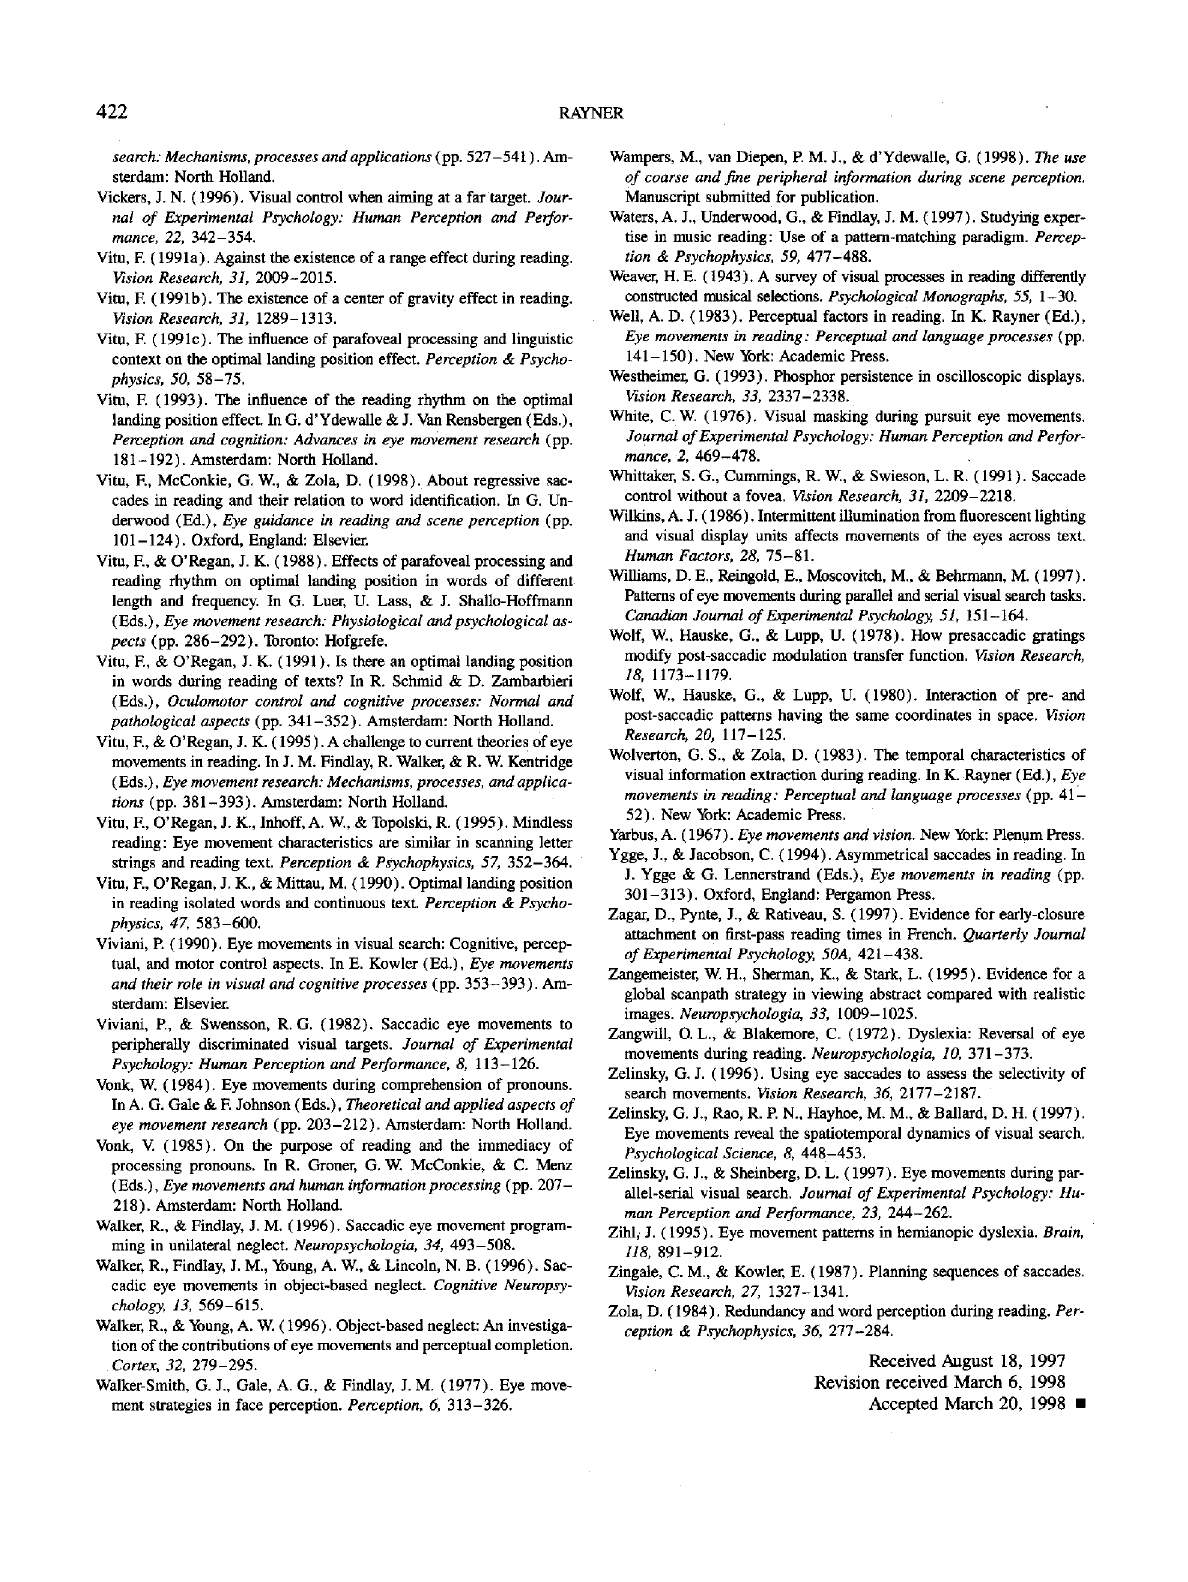 422
RAYNER
search: Mechanisms, processes and applications (pp. 527–541). Am-
sterdam: North Holland.
Vickers, J. N. (1996). Visual control when aiming at a far target. Jour-
nal of Experimental Psychology: Human Perception and Perfor-
mance, 22, 342–354.
Vitu, F. (1991a). Against the existence of a range effect during reading.
Vision Research, 31, 2009–2015.
Vitu, F. (1991b). The existence of a center of gravity effect in reading.
Vision Research, 31, 1289–1313.
Vitu, F. (1991c). The influence of parafoveal processing and linguistic
context on the optimal landing position effect. Perception & Psycho-
physics, 50, 58–75.
Vitu, F. (1993). The influence of the reading rhythm on the optimal
landing position effect. In G. d'Ydewalle & J. Van Rensbergen (Eds.),
Perception and cognition: Advances in eye movement research (pp.
181–192). Amsterdam: North Holland.
Vitu, F., McConkie, G. W., & Zola, D. (1998). About regressive sac-
cades in reading and their relation to word identification. In G. Un-
derwood (Ed.), Eye guidance in reading and scene perception (pp.
101–124). Oxford, England: Elsevier.
Vitu, F., & O'Regan, J. K. (1988). Effects of parafoveal processing and
reading rhythm on optimal landing position in words of different
length and frequency. In G. Luer, U. Lass, & J. Shallo-Hoffmann
(Eds.), Eye movement research: Physiological and psychological as-
pects (pp. 286–292). Toronto: Hofgrefe.
Vitu, F., & O'Regan, J. K. (1991). Is there an optimal landing position
in words during reading of texts? In R. Schmid & D. Zambarbieri
(Eds.), Oculomotor control and cognitive processes: Normal and
pathological aspects (pp. 341–352). Amsterdam: North Holland.
Vitu, F., & O'Regan, J. K. (1995). A challenge to current theories of eye
movements in reading. In J. M. Findlay, R. Walker, & R. W. Kentridge
(Eds.), Eye movement research: Mechanisms, processes, and applica-
tions (pp. 381–393). Amsterdam: North Holland.
Vitu, F., O'Regan, J. K., Inhoff, A. W., & Topolski, R. (1995). Mindless
reading: Eye movement characteristics are similar in scanning letter
strings and reading text. Perception & Psychophysics, 57, 352–364.
Vitu, F., O'Regan, J. K., & Mittau, M. (1990). Optimal landing position
in reading isolated words and continuous text. Perception & Psycho-
physics, 47, 583–600.
Viviani, P. (1990). Eye movements in visual search: Cognitive, percep-
tual, and motor control aspects. In E. Kowler (Ed.), Eye movements
and their role in visual and cognitive processes (pp. 353–393). Am-
sterdam: Elsevier.
Viviani, P., & Swensson, R. G. (1982). Saccadic eye movements to
peripherally discriminated visual targets. Journal of Experimental
Psychology: Human Perception and Performance, 8, 113–126.
Vonk, W. (1984). Eye movements during comprehension of pronouns.
In A. G. Gale & F. Johnson (Eds.), Theoretical and applied aspects of
eye movement research (pp. 203–212). Amsterdam: North Holland.
Vonk, V. (1985). On the purpose of reading and the immediacy of
processing pronouns. In R. Groner, G. W. McConkie, & C. Menz
(Eds.), Eye movements and human information processing (pp. 207–
218). Amsterdam: North Holland.
Walker, R., & Findlay, J. M. (1996). Saccadic eye movement program-
ming in unilateral neglect. Neuropsychologia, 34, 493–508.
Walker, R., Findlay, J. M., Young, A. W., & Lincoln, N. B. (1996). Sac-
cadic eye movements in object-based neglect. Cognitive Neuropsy-
chology, 13, 569–615.
Walker, R., & Young, A. W. (1996). Object-based neglect: An investiga-
tion of the contributions of eye movements and perceptual completion.
Cortex, 32, 279–295.
Walker-Smith, G. J., Gale, A. G., & Findlay, J. M. (1977). Eye move-
ment strategies in face perception. Perception, 6, 313–326.
Wampers, M., van Diepen, P. M. J., & d'Ydewalle, G. (1998). The use
of coarse and fine peripheral information during scene perception.
Manuscript submitted for publication.
Waters, A. J., Underwood, G., & Findlay, J. M. (1997). Studying exper-
tise in music reading: Use of a pattern-matching paradigm. Percep-
tion & Psychophysics, 59, 477–488.
Weaver, H. E. (1943). A survey of visual processes in reading differently
constructed musical selections. Psychological Monographs, 55, 1–30.
Well, A. D. (1983). Perceptual factors in reading. In K. Rayner (Ed.),
Eye movements in reading: Perceptual and language processes (pp.
141–150). New York: Academic Press.
Westheimer, G. (1993). Phosphor persistence in oscilloscopic displays.
Vision Research, 33, 2337–2338.
White, C. W. (1976). Visual masking during pursuit eye movements.
Journal of Experimental Psychology: Human Perception and Perfor-
mance, 2, 469–478.
Whittaker, S. G., Cummings, R. W., & Swieson, L. R. (1991). Saccade
control without a fovea. Vision Research, 31, 2209–2218.
Wilkins, A. J. (1986). Intermittent illumination from fluorescent lighting
and visual display units affects movements of the eyes across text.
Human Factors, 28, 75–81.
Williams, D. E., Reingold, E., Moscovitch, M., & Behrmann, M. (1997).
Patterns of eye movements during parallel and serial visual search tasks.
Canadian Journal of Experimental Psychology, 51, 151–164.
Wolf, W., Hauske, G., & Lupp, U. (1978). How presaccadic gratings
modify post-saccadic modulation transfer function. Vision Research,
18, 1173–1179.
Wolf, W., Hauske, G., & Lupp, U. (1980). Interaction of pre- and
post-saccadic patterns having the same coordinates in space. Vision
Research, 20, 117–125.
Wolverton, G. S., & Zola, D. (1983). The temporal characteristics of
visual information extraction during reading. In K. Rayner (Ed.), Eye
movements in reading: Perceptual and language processes (pp. 41–
52). New York: Academic Press.
Yarbus, A. (1967). Eye movements and vision. New York: Plenum Press.
Ygge, J., & Jacobson, C. (1994). Asymmetrical saccades in reading. In
J. Ygge & G. Lennerstrand (Eds.), Eye movements in reading (pp.
301–313). Oxford, England: Pergamon Press.
Zagar, D., Pynte, J., & Rativeau, S. (1997). Evidence for early-closure
attachment on first-pass reading times in French. Quarterly Journal
of Experimental Psychology, 50A, 421–438.
Zangemeister, W. H., Sherman, K., & Stark, L. (1995). Evidence for a
global scanpath strategy in viewing abstract compared with realistic
images. Neuropsychologia, 33, 1009–1025.
Zangwill, O. L., & Blakemore, C. (1972). Dyslexia: Reversal of eye
movements during reading. Neuropsychologia, 10, 371–373.
Zelinsky, G. J. (1996). Using eye saccades to assess the selectivity of
search movements. Vision Research, 36, 2177–2187.
Zelinsky, G. J., Rao, R. P. N., Hayhoe, M. M., & Ballard, D. H. (1997).
Eye movements reveal the spatiotemporal dynamics of visual search.
Psychological Science, 8, 448–453.
Zelinsky, G. J., & Sheinberg, D. L. (1997). Eye movements during par-
allel-serial visual search. Journal of Experimental Psychology: Hu-
man Perception and Performance, 23, 244–262.
Zihl, J. (1995). Eye movement patterns in hemianopic dyslexia. Brain,
118, 891–912.
Zingale, C. M., & Kowler, E. (1987). Planning sequences of saccades.
Vision Research, 27, 1327–1341.
Zola, D. (1984). Redundancy and word perception during reading. Per-
ception & Psychophysics, 36, 277–284.
Received August 18, 1997
Revision received March 6, 1998
Accepted March 20, 1998 ■